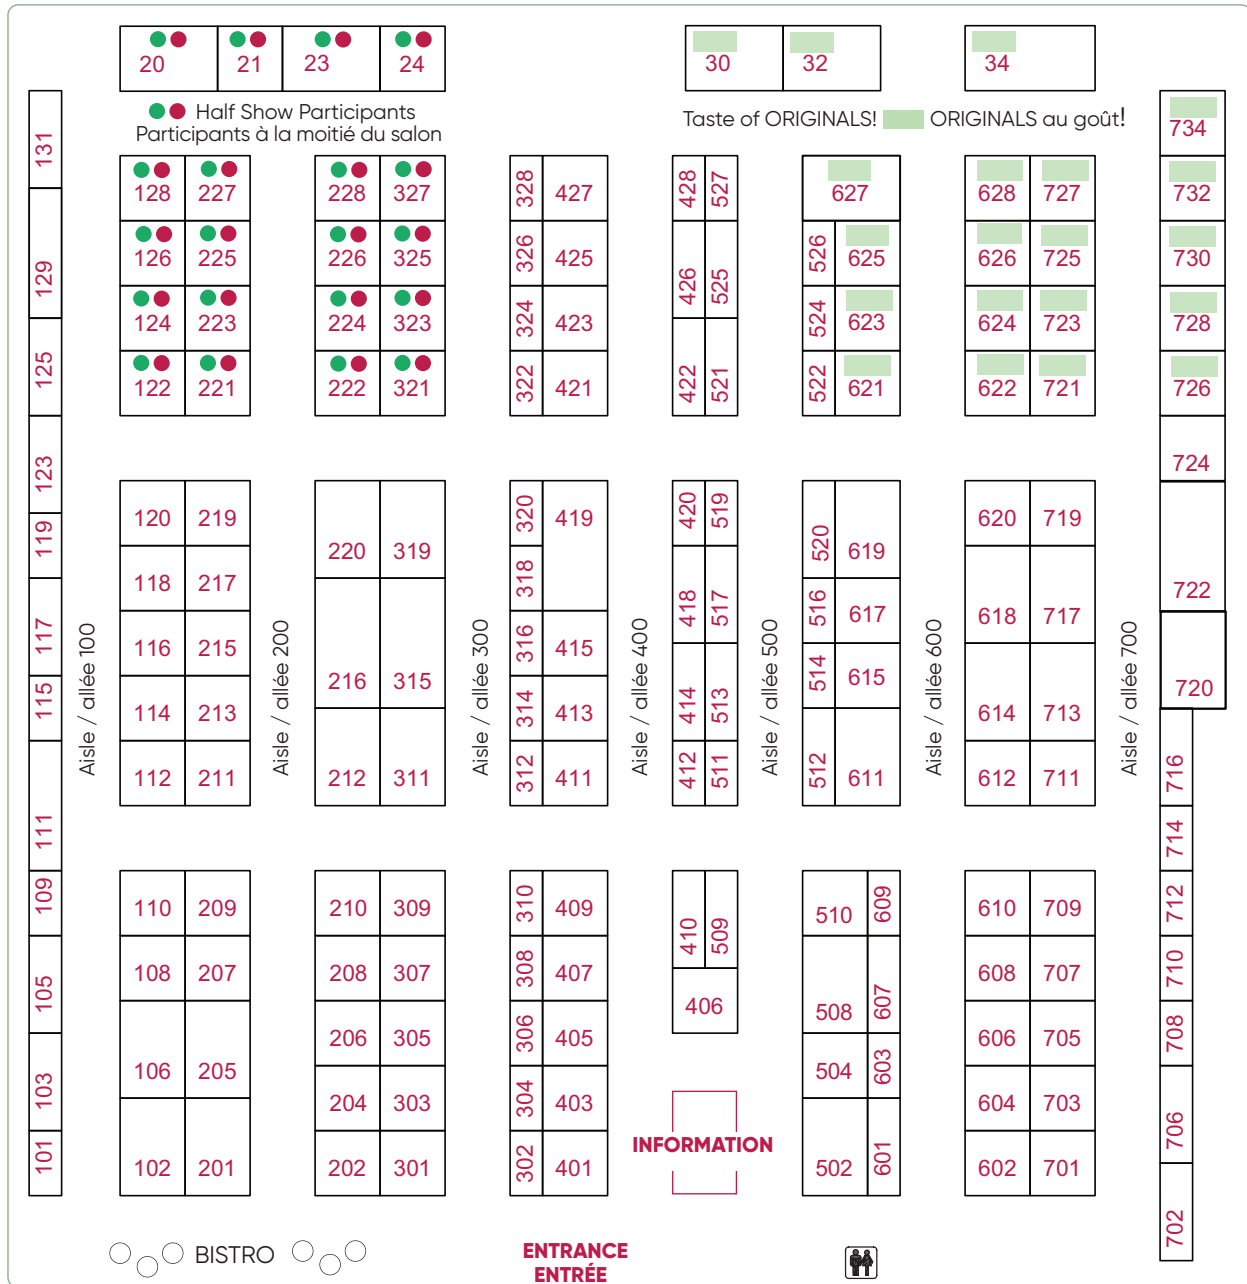 20 21 23 24 30 32 34
Half Show Participants
Participants à la moitié du salon
Taste of ORIGINALS! ORIGINALS au goût!
131 734
128 227 228 327 328 427 428 527 627 628 727 732
129 126 225 226 325 326 425 426 525 526 625 626 725 730
124 223 224 323 324 423 524 623 624 723 728
125 122 221 222 321 322 421 422 521 522 621 622 721 726
123 724
120 219 320 419 420 519 620 719
119 220 319 520 619
118 217 318 722
117 116 215 316 415 418 517 516 617 618 717
Aisle / allée 100
Aisle / allée 200
Aisle / allée 300
Aisle / allée 400
Aisle / allée 500
Aisle / allée 600
Aisle / allée 700
216 315 514 615 720
115 114 213 314 413 414 513 614 713
112 211 212 311 312 411 412 511 512 611 612 711 716
111 714
109 110 209 210 309 310 409 410 509 510 609 610 709 712
105 108 207 208 307 308 407 608 707 710
406 508 607
206 305 306 405 606 705 708
103 106 205 504 603
204 303 304 403 604 703 706
INFORMATION
101 102 201 202 301 302 401 502 601 602 701
702
BISTRO
ENTRANCE
ENTRÉE